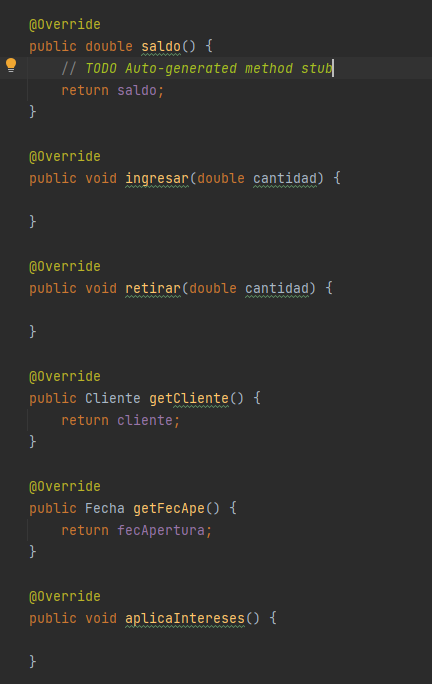 @Override
public double saldo() {
// TODO Auto-generated method stub
return saldo;
}
@Override
public void ingresar(double cantidad) {
}
@Override
public void retirar(double cantidad) {
}
@Override
public Cliente getCliente() {
return cliente;
}
@Override
public Fecha getFecApe() {
return fecApertura;
}
@Override
public void aplicaIntereses() {
}